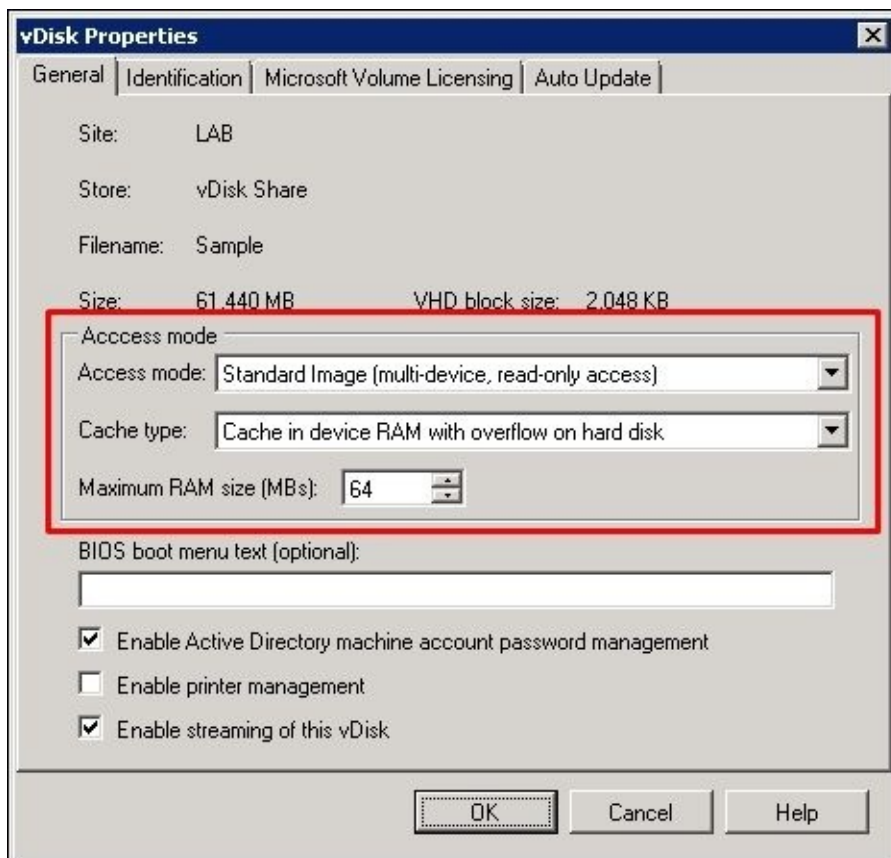 vDisk Properties
General Identification Microsoft Volume Licensing Auto Update
Site: LAB
Store: vDisk Share
Filename: Sample
Size: 61,440 MB VHD block size: 2,048 KB
Acccess mode
Access mode: Standard Image (multi-device, read-only access)
Cache type: Cache in device RAM with overflow on hard disk
Maximum RAM size (MBs): 64
BIOS boot menu text (optional):
Enable Active Directory machine account password management
Enable printer management
Enable streaming of this vDisk
OK Cancel Help